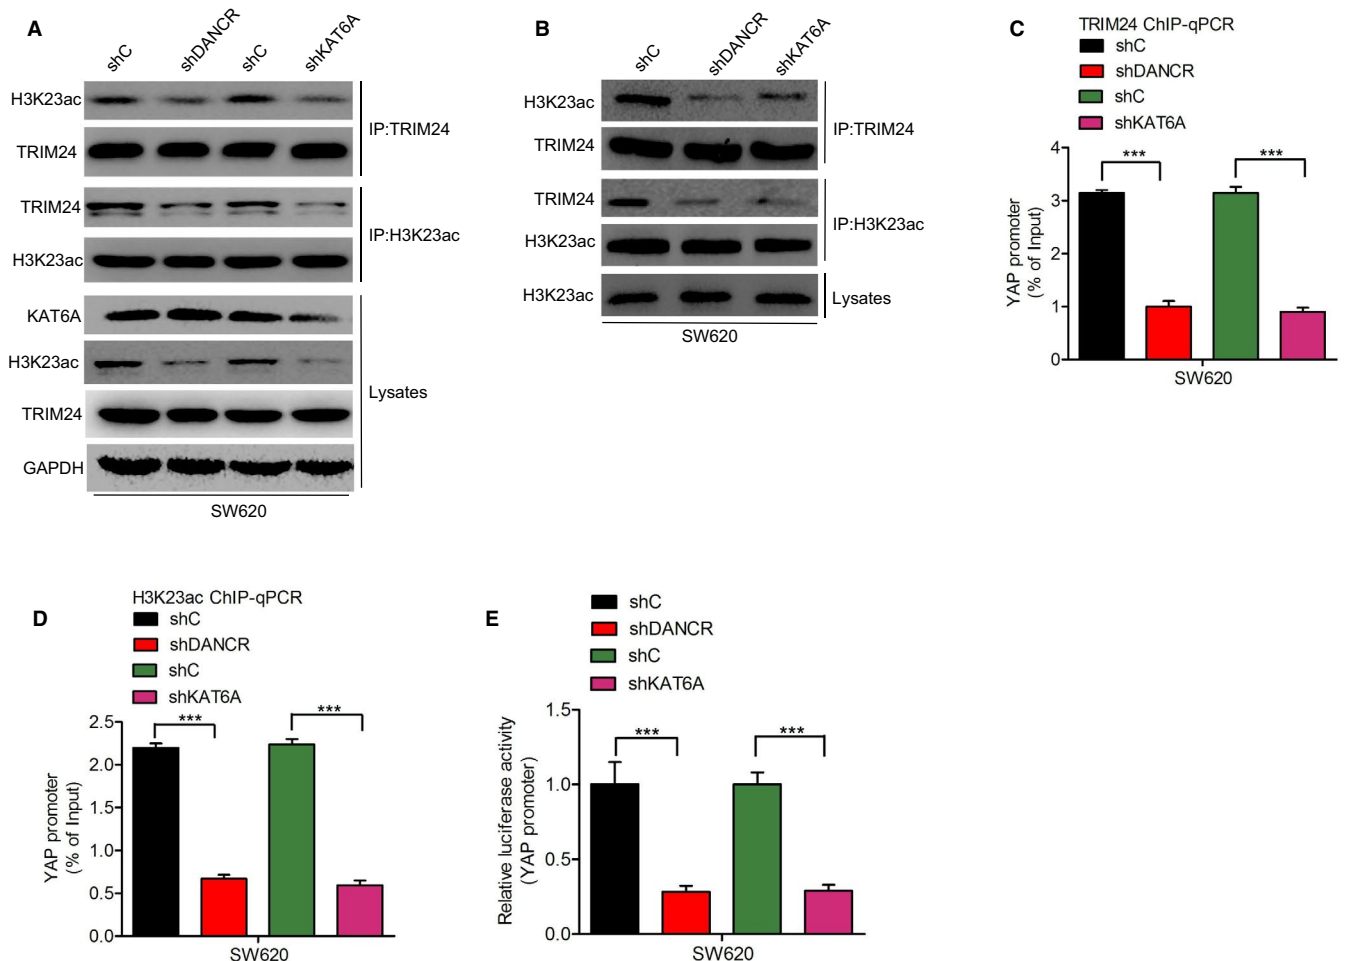 A
shC
shDANCR
shC
shKAT6A
H3K23ac
TRIM24
IP:TRIM24
TRIM24
H3K23ac
IP:H3K23ac
KAT6A
H3K23ac
TRIM24
GAPDH
Lysates
SW620
B
shC
shDANCR
shKAT6A
H3K23ac
TRIM24
IP:TRIM24
TRIM24
H3K23ac
IP:H3K23ac
H3K23ac
Lysates
SW620
C
TRIM24 ChIP-qPCR
shC
shDANCR
shC
shKAT6A
YAP promoter
(% of Input)
4
3
2
1
0
***
***
SW620
D
H3K23ac ChIP-qPCR
shC
shDANCR
shC
shKAT6A
YAP promoter
(% of Input)
2.5
2.0
1.5
1.0
0.5
0.0
***
***
SW620
E
shC
shDANCR
shC
shKAT6A
Relative luciferase activity
(YAP promoter)
1.5
1.0
0.5
0.0
***
***
SW620